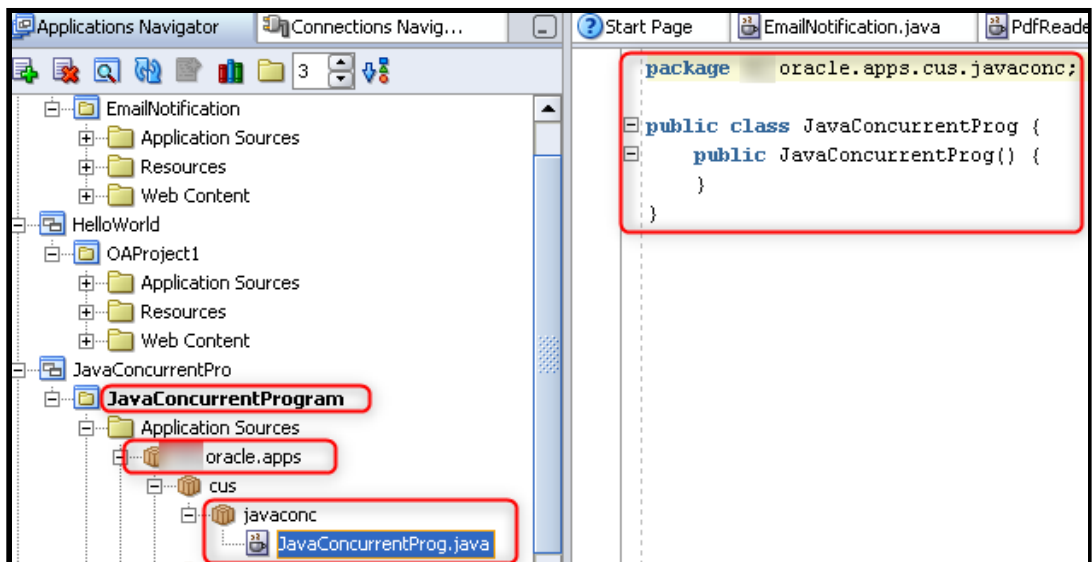 Applications Navigator
Connections Navig...
Start Page
EmailNotification.java
PdfReade
3
EmailNotification
Application Sources
Resources
Web Content
HelloWorld
OAProject1
Application Sources
Resources
Web Content
JavaConcurrentPro
JavaConcurrentProgram
Application Sources
oracle.apps
cus
javaconc
JavaConcurrentProg.java
package oracle.apps.cus.javaconc;
public class JavaConcurrentProg {
public JavaConcurrentProg() {
}
}